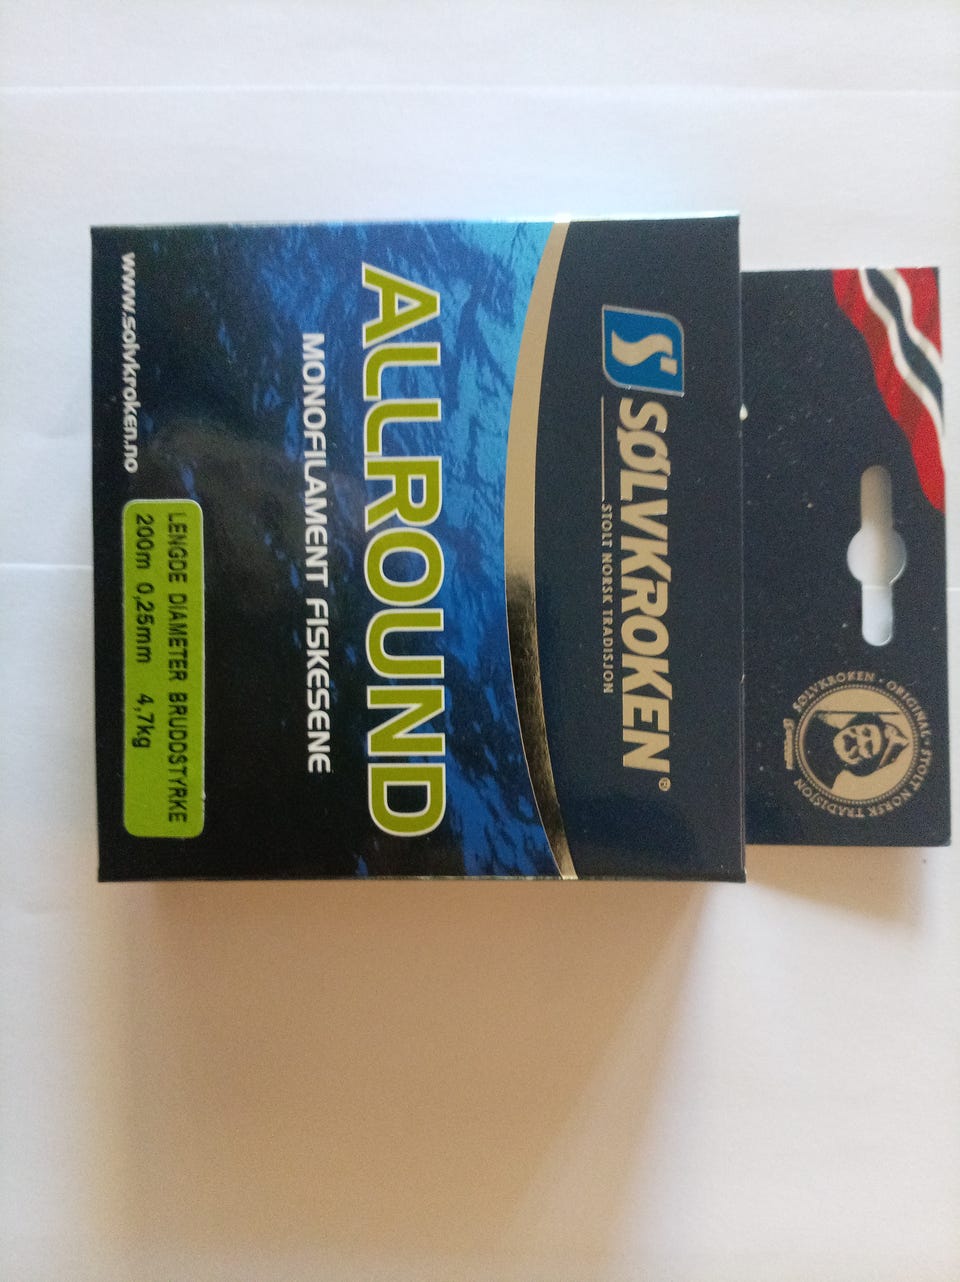 SØLVKROKEN · ORIGINAL · STOLT NORSK TRADISJON
SØLVKROKEN®
STOLT NORSK TRADISJON
ALLROUND
MONOFILAMENT FISKESENE
LENGDE DIAMETER BRUDDSTYRKE
200m 0,25mm 4,7kg
www.solvkroken.no